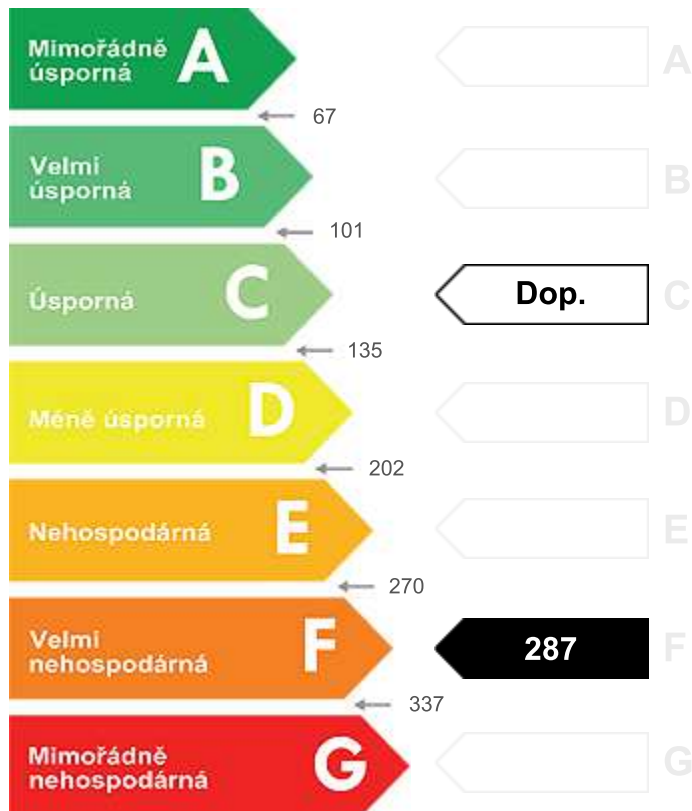 Mimořádně
úsporná
A
A
67
Velmi
úsporná
B
B
101
Úsporná
C
Dop.
C
135
Méně úsporná
D
D
202
Nehospodárná
E
E
270
Velmi
nehospodárná
F
287
F
337
Mimořádně
nehospodárná
G
G